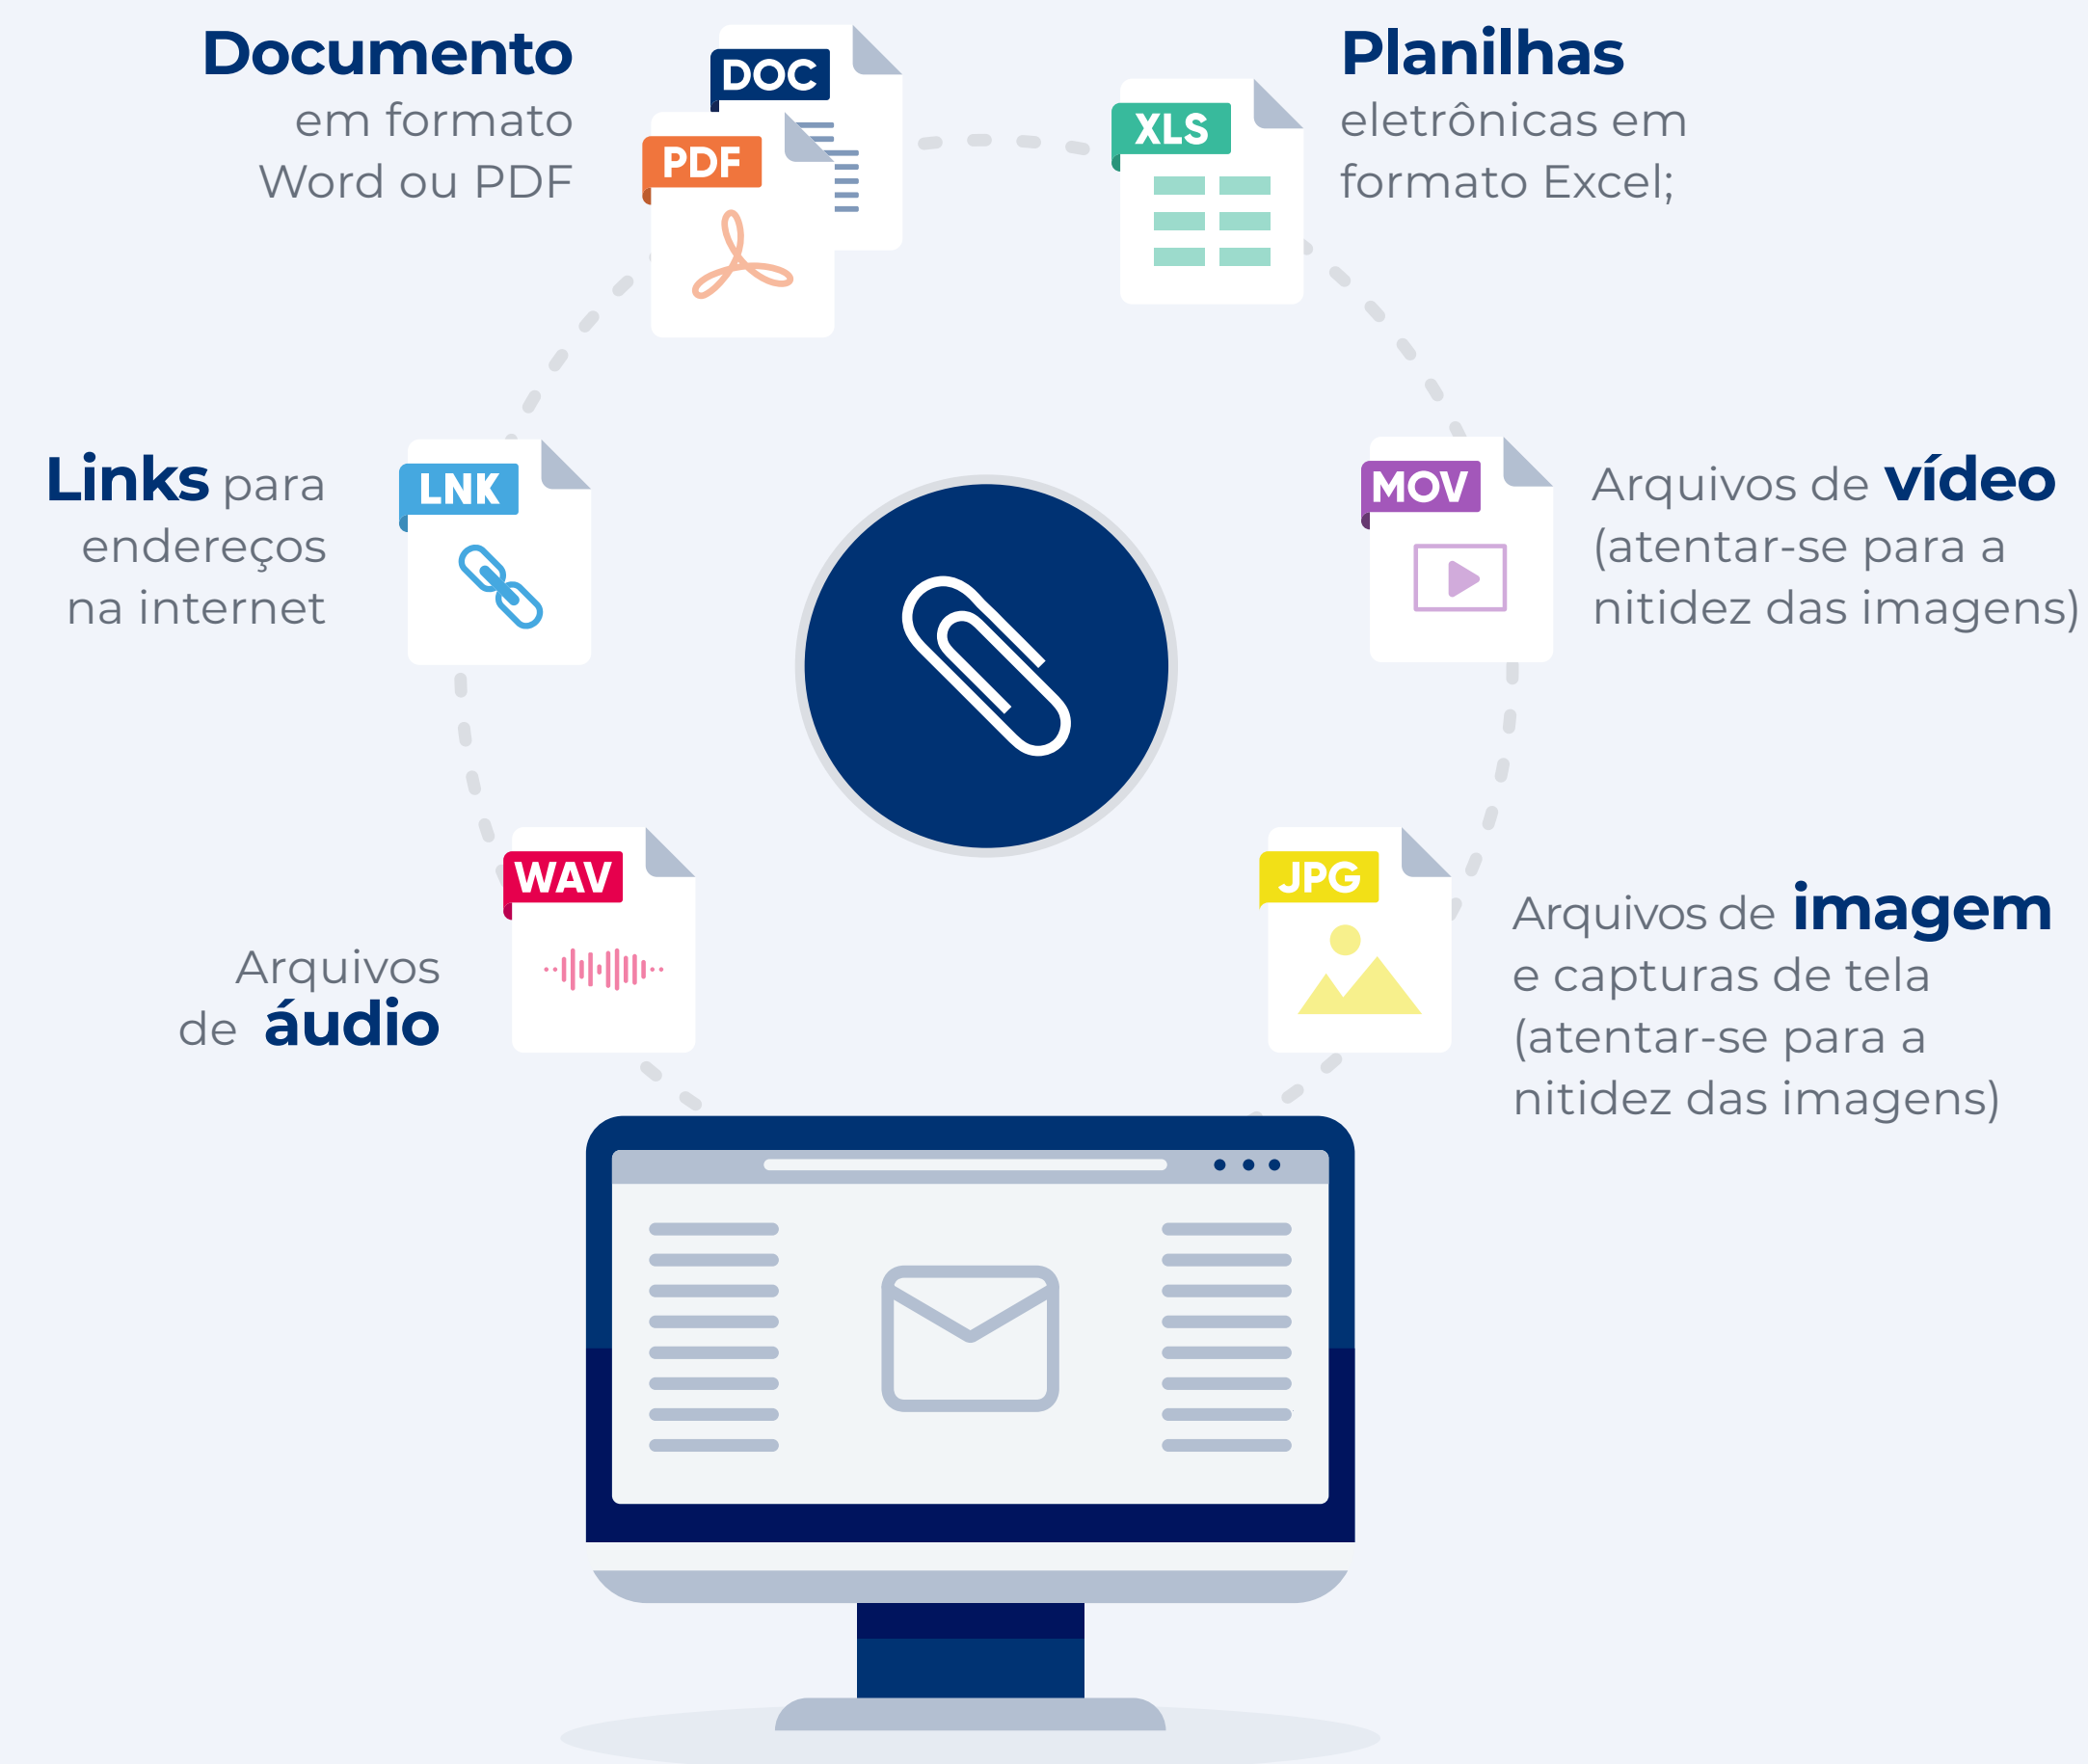 Documento
em formato
Word ou PDF
DOC
PDF
XLS
Planilhas
eletrônicas em
formato Excel;
Links para
endereços
na internet
LNK
MOV
Arquivos de vídeo
(atentar-se para a
nitidez das imagens)
Arquivos
de áudio
WAV
JPG
Arquivos de imagem
e capturas de tela
(atentar-se para a
nitidez das imagens)